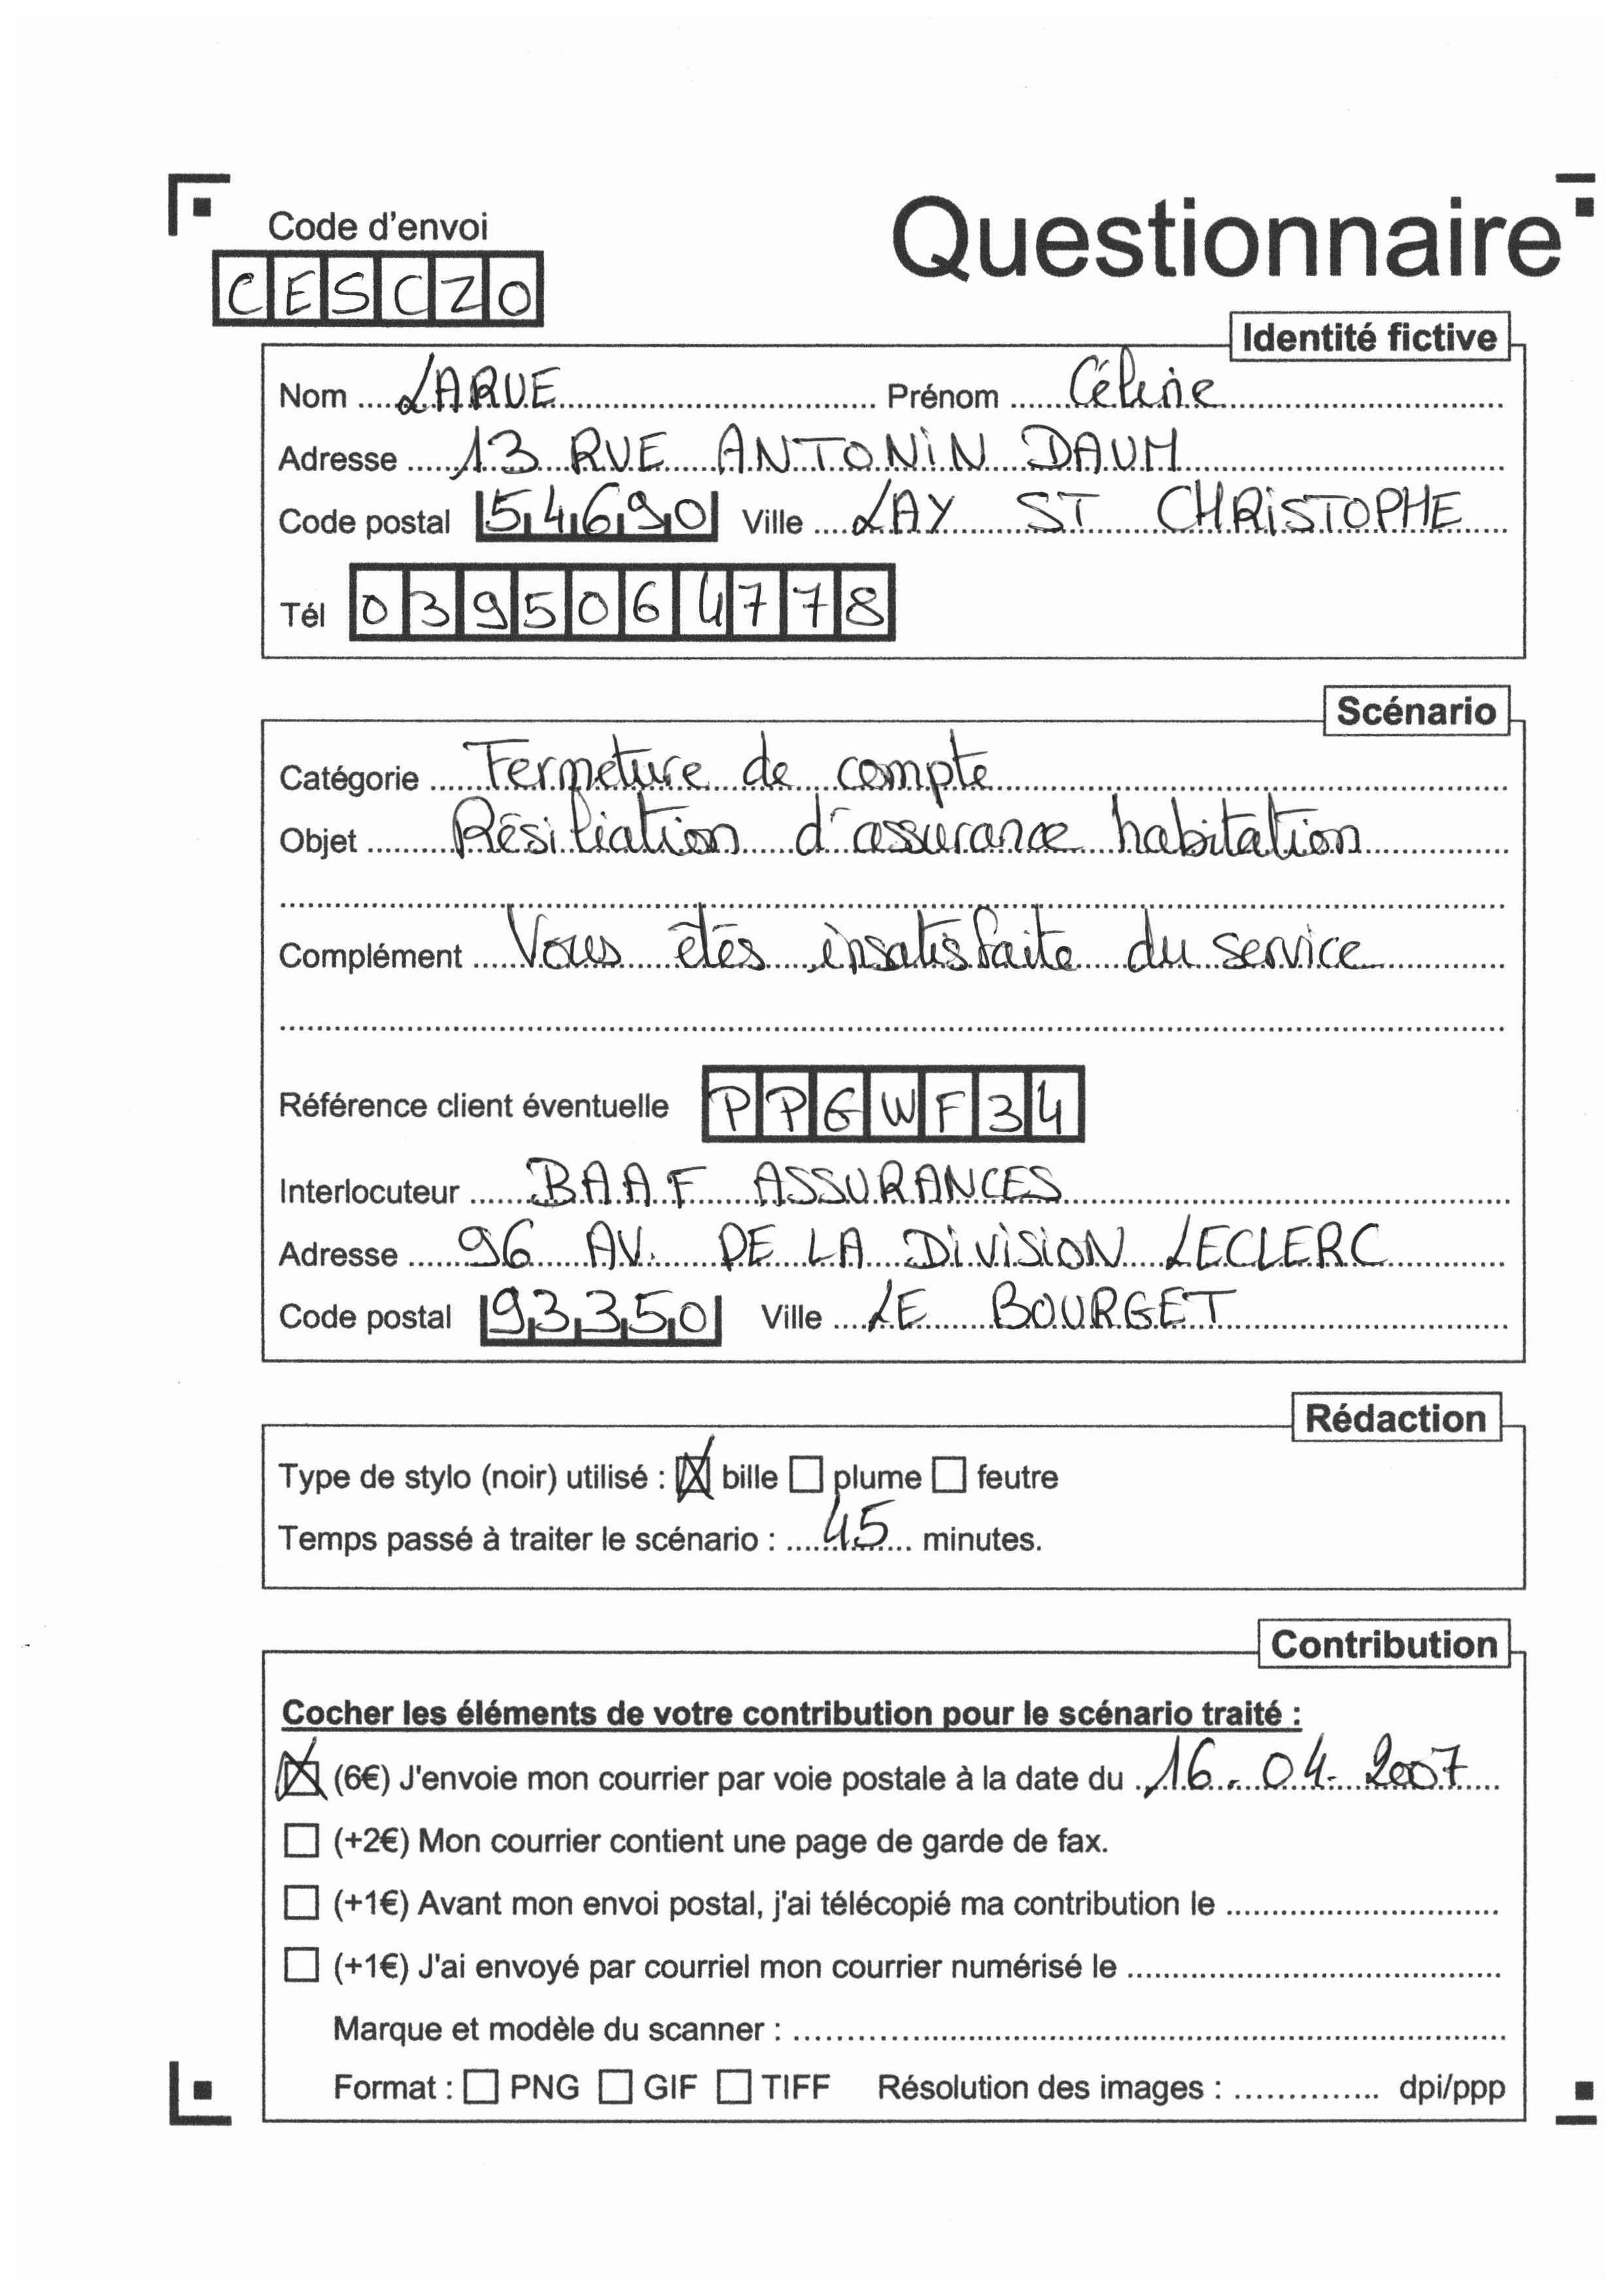 Code d'envoi
Questionnaire
CESCZO
Identité fictive
Nom LARUE Prénom Céline
Adresse 13 RUE ANTONIN DAUM
Code postal 54690 Ville LAY ST CHRISTOPHE
Tél 0395064778
Scénario
Catégorie Fermeture de compte
Objet Résiliation d'assurance habitation
Complément Vous êtes insatisfaite du service
Référence client éventuelle PPGWF34
Interlocuteur BAAF ASSURANCES
Adresse 96 AV. DE LA DIVISION LECLERC
Code postal 93350 Ville LE BOURGET
Rédaction
Type de stylo (noir) utilisé : bille plume feutre
Temps passé à traiter le scénario : 45 minutes.
Contribution
Cocher les éléments de votre contribution pour le scénario traité :
(6€) J'envoie mon courrier par voie postale à la date du 16.04.2007
(+2€) Mon courrier contient une page de garde de fax.
(+1€) Avant mon envoi postal, j'ai télécopié ma contribution le
(+1€) J'ai envoyé par courriel mon courrier numérisé le
Marque et modèle du scanner :
Format : PNG GIF TIFF Résolution des images : dpi/ppp